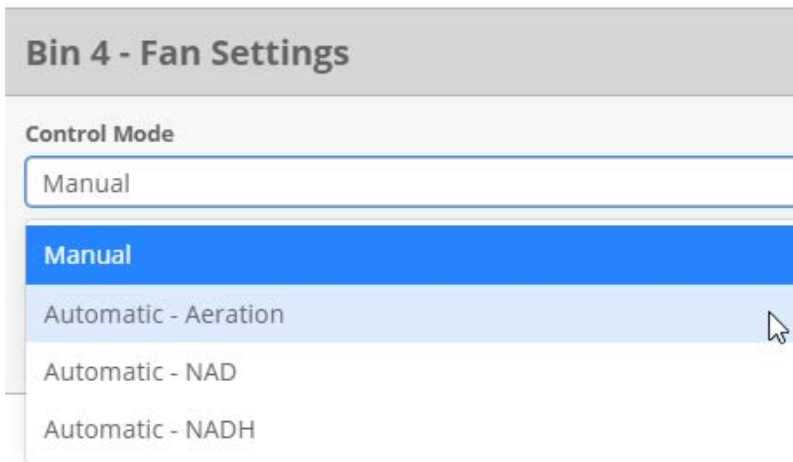 Bin 4 - Fan Settings
Control Mode
Manual
Manual
Automatic - Aeration
Automatic - NAD
Automatic - NADH